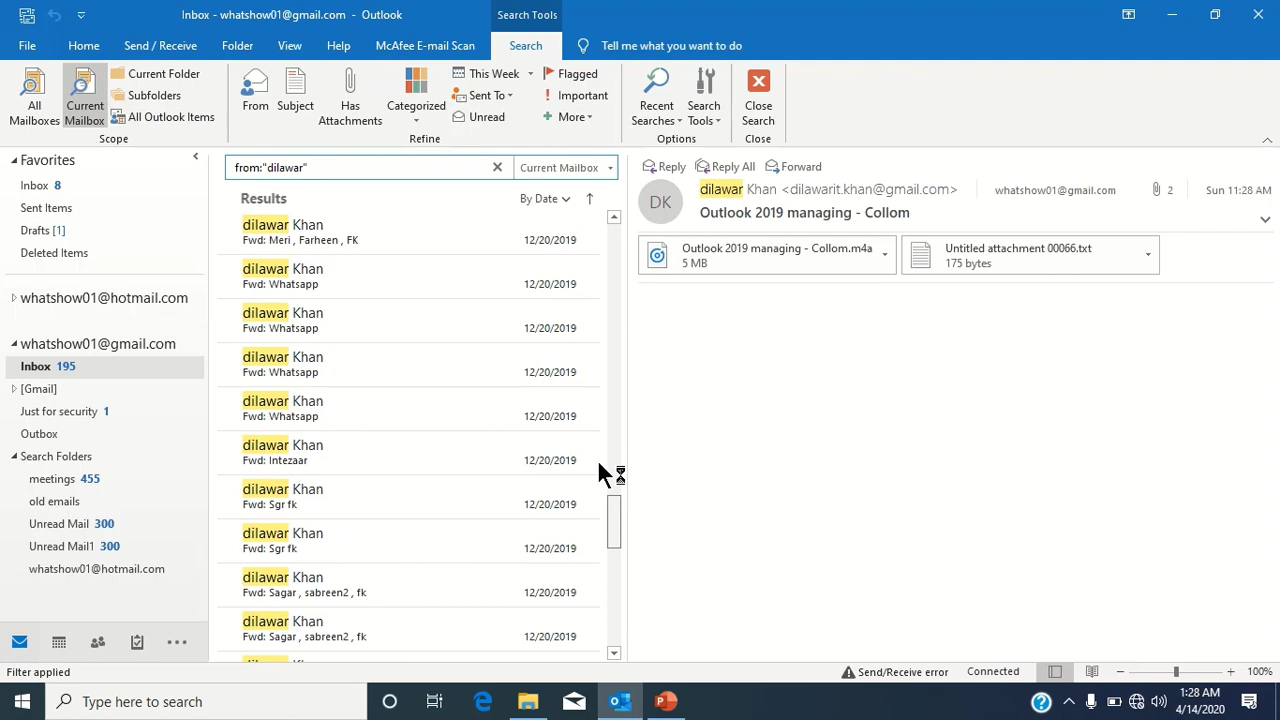 Inbox - whatshow01@gmail.com - Outlook
Search Tools
File Home Send / Receive Folder View Help McAfee E-mail Scan Search Tell me what you want to do
All Mailboxes
Current Mailbox
Current Folder
Subfolders
All Outlook Items
Scope
From
Subject
Has Attachments
Categorized
This Week
Sent To
Unread
Flagged
Important
More
Refine
Recent Searches
Search Tools
Options
Close Search
Close
Favorites
Inbox 8
Sent Items
Drafts [1]
Deleted Items
whatshow01@hotmail.com
whatshow01@gmail.com
Inbox 195
[Gmail]
Just for security 1
Outbox
Search Folders
meetings 455
old emails
Unread Mail 300
Unread Mail1 300
whatshow01@hotmail.com
from:"dilawar"
Current Mailbox
Results
By Date
dilawar Khan
Fwd: Meri , Farheen , FK 12/20/2019
dilawar Khan
Fwd: Whatsapp 12/20/2019
dilawar Khan
Fwd: Whatsapp 12/20/2019
dilawar Khan
Fwd: Whatsapp 12/20/2019
dilawar Khan
Fwd: Whatsapp 12/20/2019
dilawar Khan
Fwd: Intezaar 12/20/2019
dilawar Khan
Fwd: Sgr fk 12/20/2019
dilawar Khan
Fwd: Sgr fk 12/20/2019
dilawar Khan
Fwd: Sagar , sabreen2 , fk 12/20/2019
dilawar Khan
Fwd: Sagar , sabreen2 , fk 12/20/2019
Reply Reply All Forward
DK
dilawar Khan <dilawarit.khan@gmail.com> whatshow01@gmail.com 2 Sun 11:28 AM
Outlook 2019 managing - Collom
Outlook 2019 managing - Collom.m4a
5 MB
Untitled attachment 00066.txt
175 bytes
Filter applied
Send/Receive error
Connected
100%
Type here to search
1:28 AM
4/14/2020